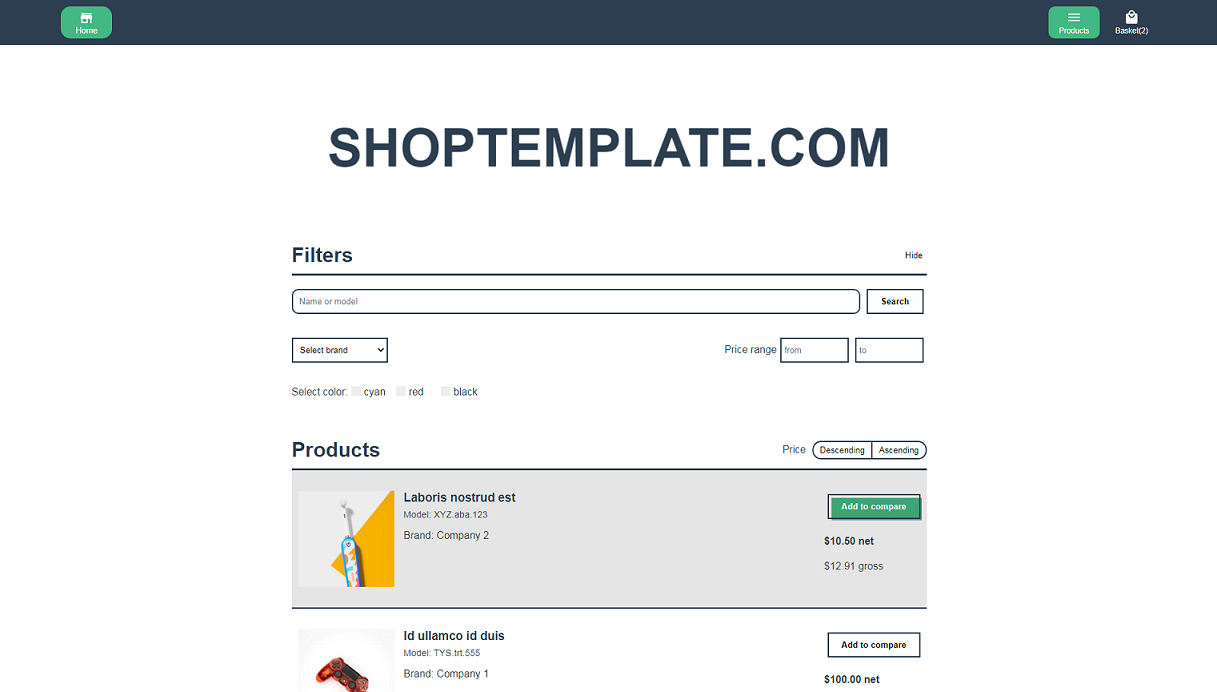 Home
Products
Basket(2)
SHOPTEMPLATE.COM
Filters
Hide
Name or model
Search
Select brand
Price range from to
Select color: cyan red black
Products
Price Descending Ascending
Laboris nostrud est
Model: XYZ.aba.123
Brand: Company 2
Add to compare
$10.50 net
$12.91 gross
Id ullamco id duis
Model: TYS.trt.555
Brand: Company 1
Add to compare
$100.00 net